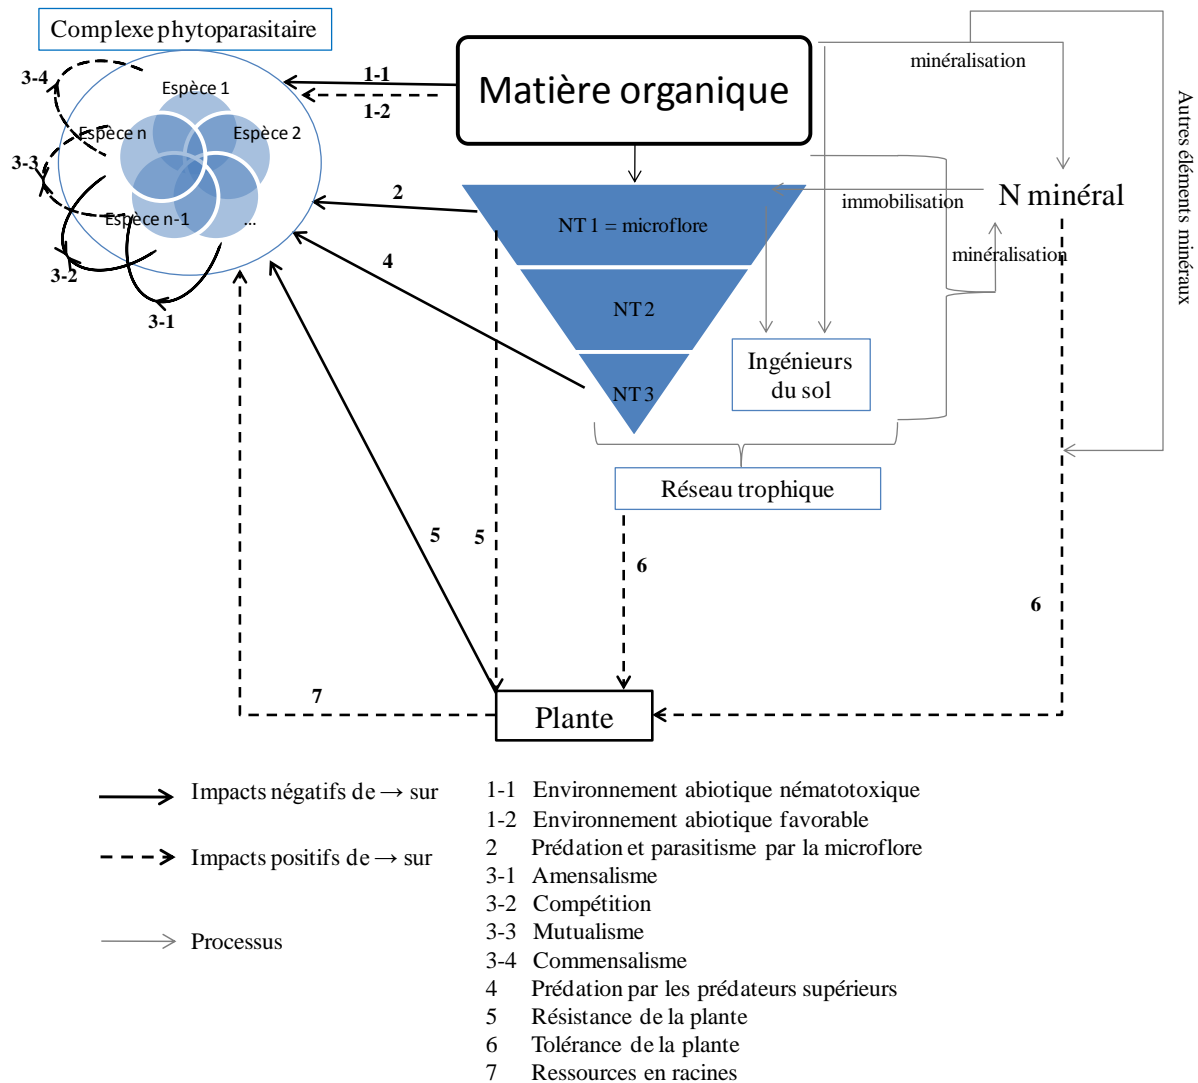 Complexe phytoparasitaire
3-4
Espèce 1
Espèce n
Espèce 2
3-3
Espèce n-1
...
3-2
3-1
1-1
1-2
Matière organique
minéralisation
Autres éléments minéraux
2
NT 1 = microflore
immobilisation
N minéral
minéralisation
4
NT 2
NT 3
Ingénieurs
du sol
Réseau trophique
5
5
6
6
7
Plante
Impacts négatifs de → sur
Impacts positifs de → sur
Processus
1-1 Environnement abiotique nématotoxique
1-2 Environnement abiotique favorable
2 Prédation et parasitisme par la microflore
3-1 Amensalisme
3-2 Compétition
3-3 Mutualisme
3-4 Commensalisme
4 Prédation par les prédateurs supérieurs
5 Résistance de la plante
6 Tolérance de la plante
7 Ressources en racines